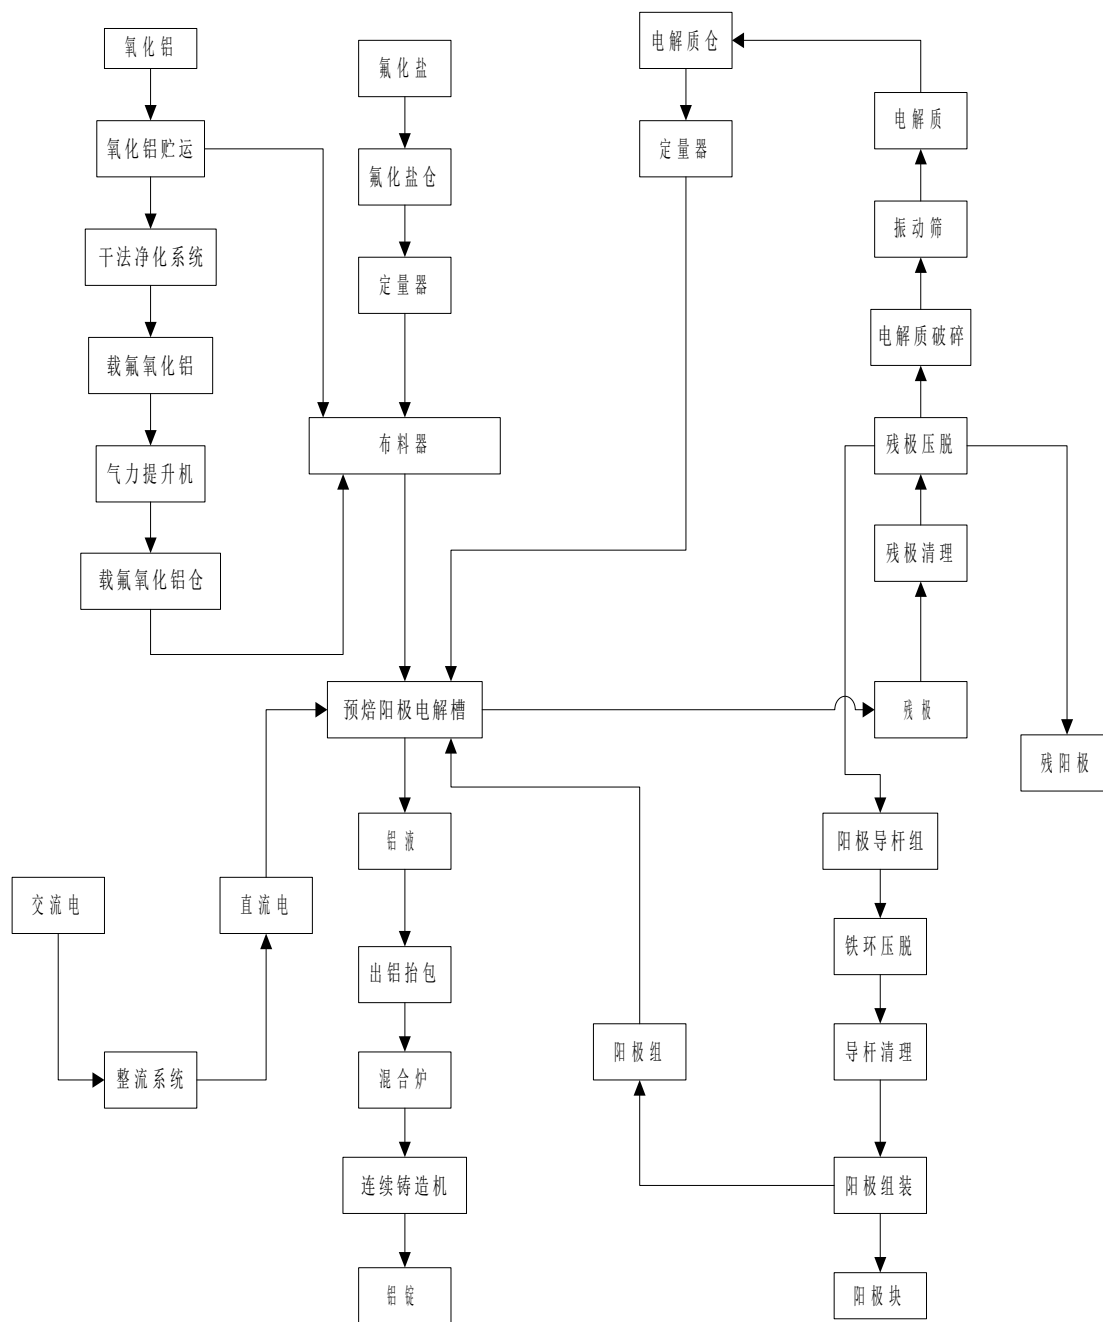 氧化铝
氧化铝贮运
干法净化系统
载氟氧化铝
气力提升机
载氟氧化铝仓
氟化盐
氟化盐仓
定量器
布料器
电解质仓
定量器
电解质
振动筛
电解质破碎
残极压脱
残极清理
残极
残阳极
预焙阳极电解槽
铝液
出铝抬包
混合炉
连续铸造机
铝锭
交流电
整流系统
直流电
阳极组
阳极导杆组
铁环压脱
导杆清理
阳极组装
阳极块